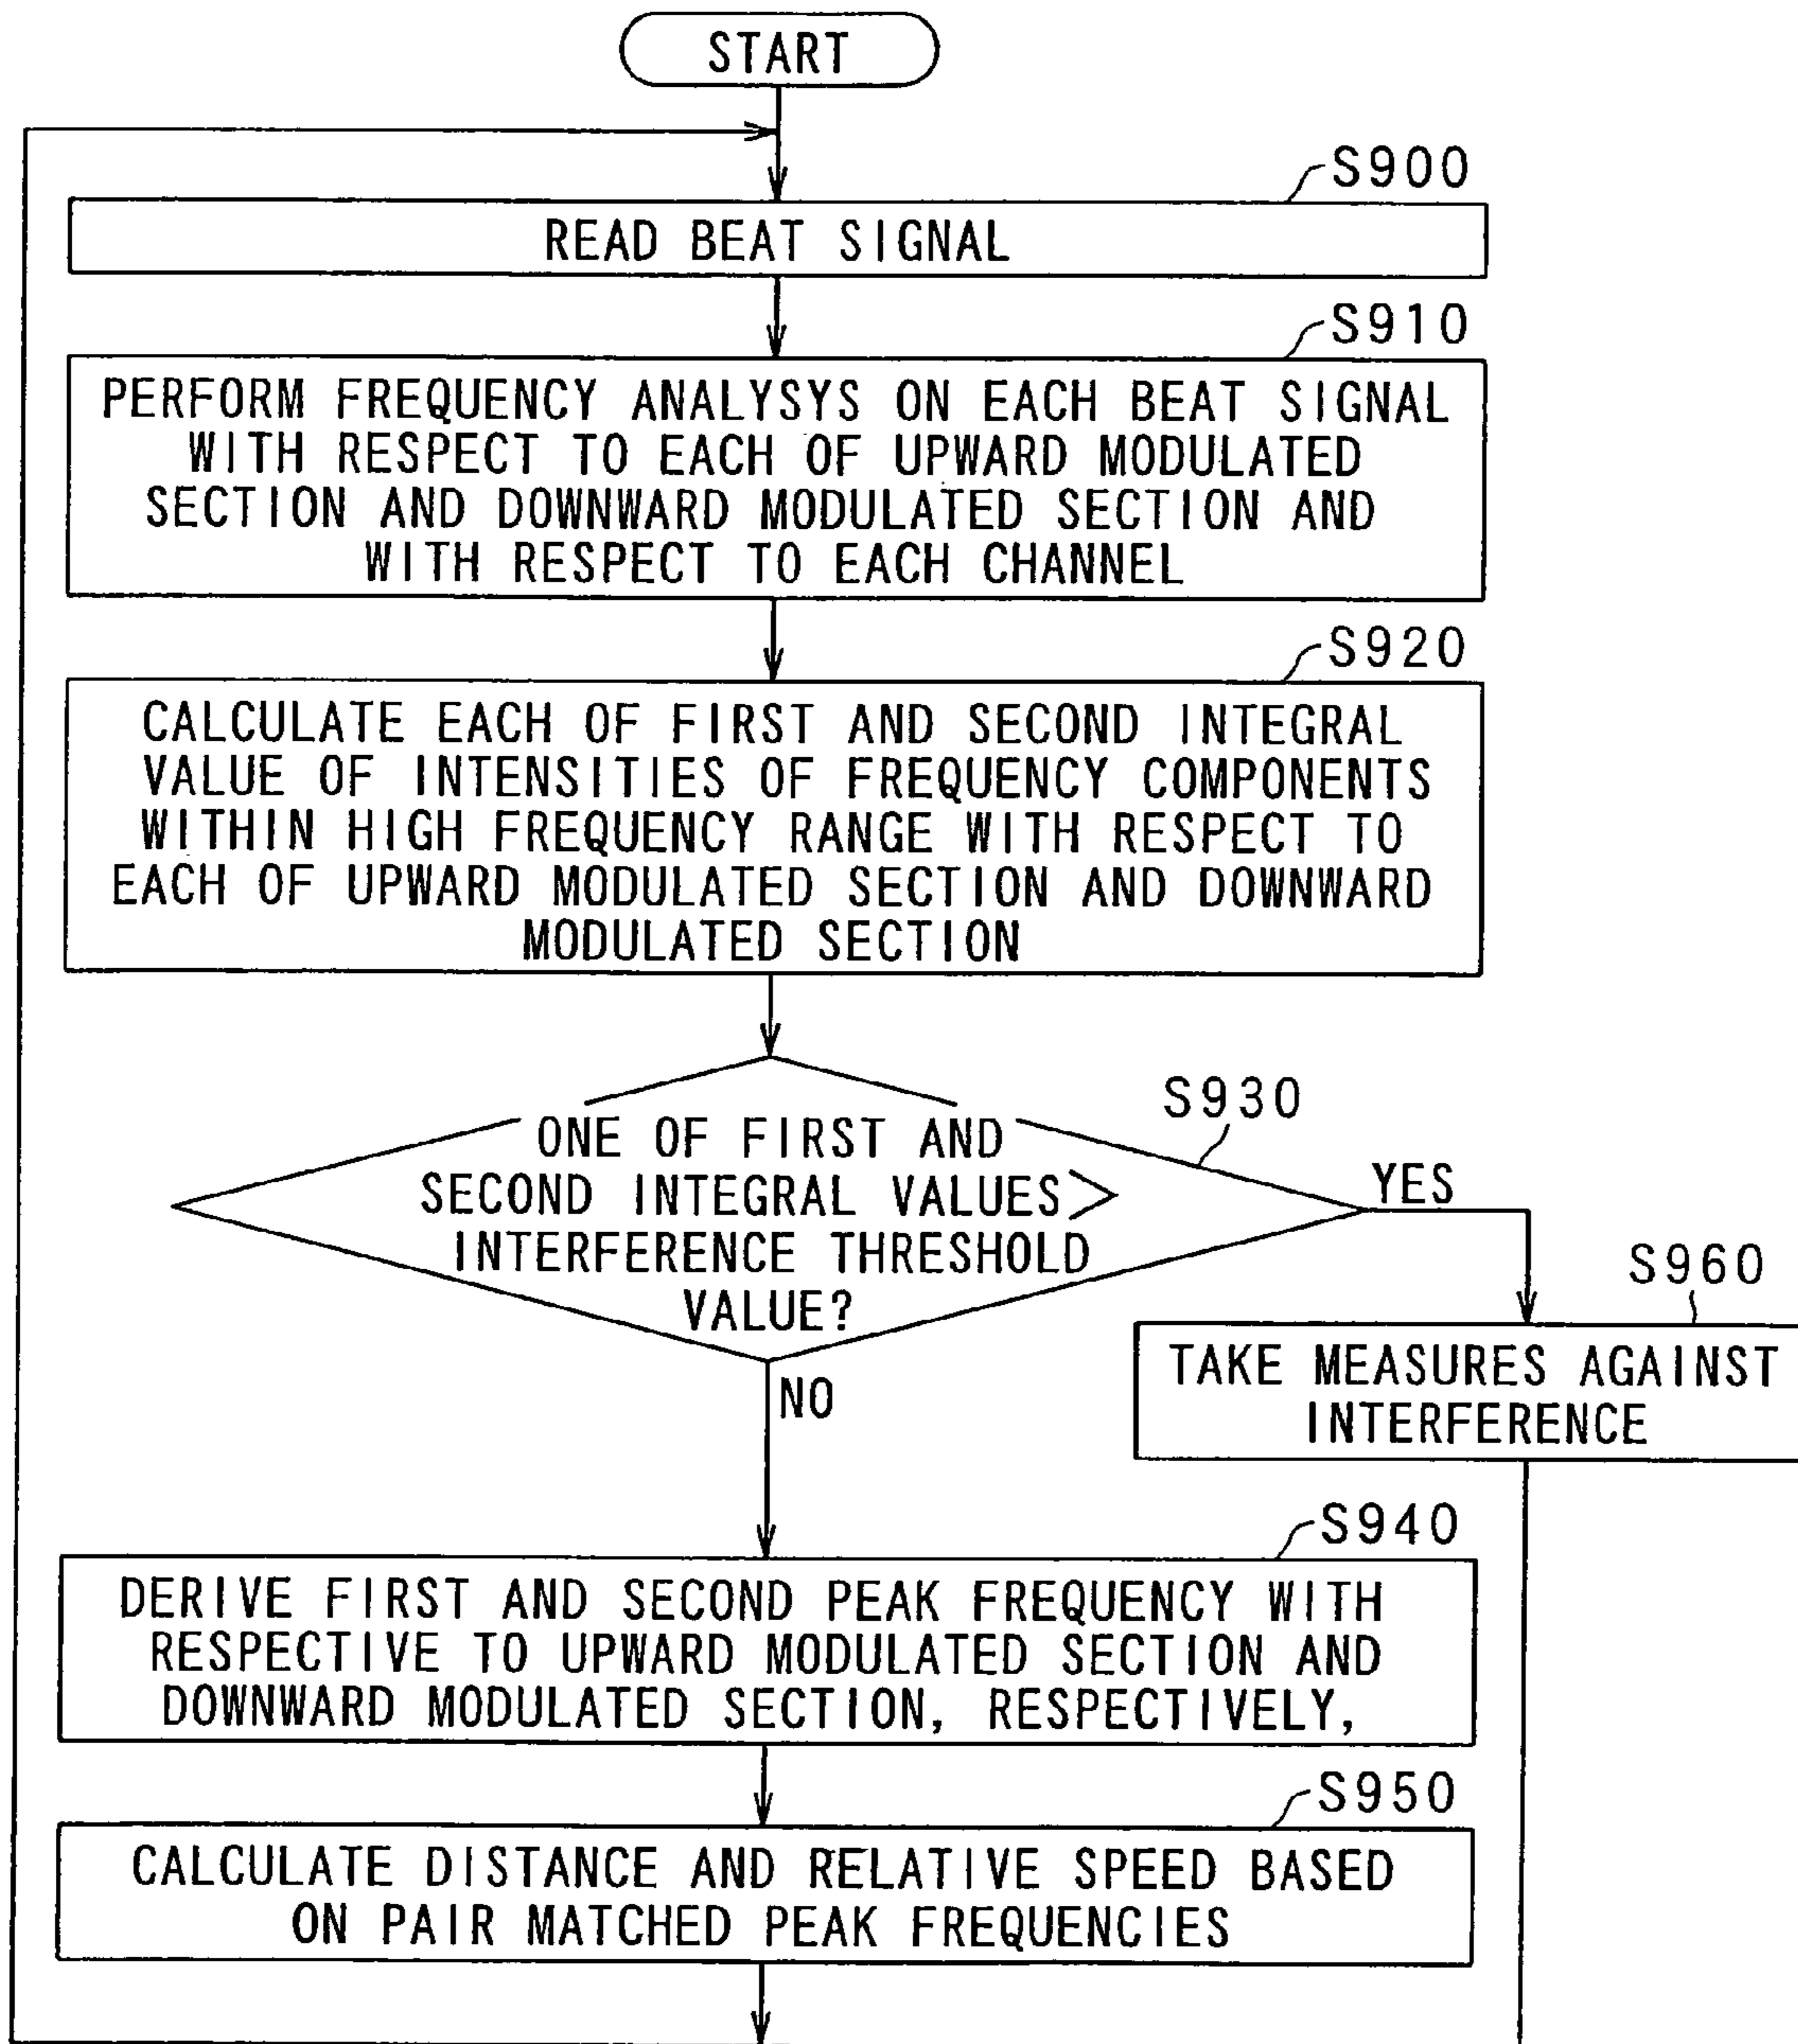 START
S900
READ BEAT SIGNAL
S910
PERFORM FREQUENCY ANALYSYS ON EACH BEAT SIGNAL
WITH RESPECT TO EACH OF UPWARD MODULATED
SECTION AND DOWNWARD MODULATED SECTION AND
WITH RESPECT TO EACH CHANNEL
S920
CALCULATE EACH OF FIRST AND SECOND INTEGRAL
VALUE OF INTENSITIES OF FREQUENCY COMPONENTS
WITHIN HIGH FREQUENCY RANGE WITH RESPECT TO
EACH OF UPWARD MODULATED SECTION AND DOWNWARD
MODULATED SECTION
S930
ONE OF FIRST AND
SECOND INTEGRAL VALUES>
INTERFERENCE THRESHOLD
VALUE?
YES
S960
TAKE MEASURES AGAINST
INTERFERENCE
NO
S940
DERIVE FIRST AND SECOND PEAK FREQUENCY WITH
RESPECTIVE TO UPWARD MODULATED SECTION AND
DOWNWARD MODULATED SECTION, RESPECTIVELY,
S950
CALCULATE DISTANCE AND RELATIVE SPEED BASED
ON PAIR MATCHED PEAK FREQUENCIES